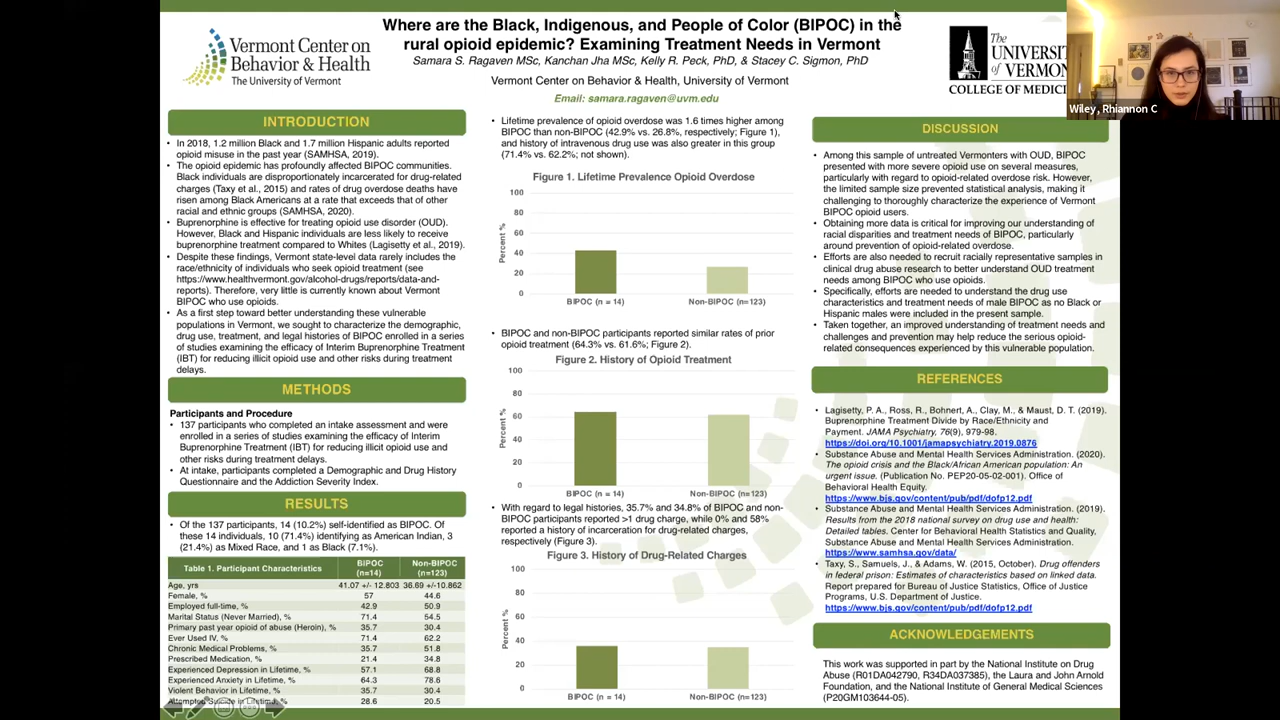 Where are the Black, Indigenous, and People of Color (BIPOC) in the
rural opioid epidemic? Examining Treatment Needs in Vermont
Samara S. Ragaven MSc, Kanchan Jha MSc, Kelly R. Peck, PhD, & Stacey C. Sigmon, PhD
Vermont Center on Behavior & Health, University of Vermont
Email: samara.ragaven@uvm.edu
Vermont Center on
Behavior & Health
The University of Vermont
The
UNIVERSIT
OF VERMON
COLLEGE OF MEDICI
Wiley, Rhiannon C
INTRODUCTION
• In 2018, 1.2 million Black and 1.7 million Hispanic adults reported
opioid misuse in the past year (SAMHSA, 2019).
• The opioid epidemic has profoundly affected BIPOC communities.
Black individuals are disproportionately incarcerated for drug-related
charges (Taxy et al., 2015) and rates of drug overdose deaths have
risen among Black Americans at a rate that exceeds that of other
racial and ethnic groups (SAMHSA, 2020).
• Buprenorphine is effective for treating opioid use disorder (OUD).
However, Black and Hispanic individuals are less likely to receive
buprenorphine treatment compared to Whites (Lagisetty et al., 2019).
• Despite these findings, Vermont state-level data rarely includes the
race/ethnicity of individuals who seek opioid treatment (see
https://www.healthvermont.gov/alcohol-drugs/reports/data-and-
reports). Therefore, very little is currently known about Vermont
BIPOC who use opioids.
• As a first step toward better understanding these vulnerable
populations in Vermont, we sought to characterize the demographic,
drug use, treatment, and legal histories of BIPOC enrolled in a series
of studies examining the efficacy of Interim Buprenorphine Treatment
(IBT) for reducing illicit opioid use and other risks during treatment
delays.
METHODS
Participants and Procedure
• 137 participants who completed an intake assessment and were
enrolled in a series of studies examining the efficacy of Interim
Buprenorphine Treatment (IBT) for reducing illicit opioid use and
other risks during treatment delays.
• At intake, participants completed a Demographic and Drug History
Questionnaire and the Addiction Severity Index.
RESULTS
• Of the 137 participants, 14 (10.2%) self-identified as BIPOC. Of
these 14 individuals, 10 (71.4%) identifying as American Indian, 3
(21.4%) as Mixed Race, and 1 as Black (7.1%).
Table 1. Participant Characteristics BIPOC (n=14) Non-BIPOC (n=123)
Age, yrs 41.07 +/- 12.803 36.69 +/-10.862
Female, % 57 44.6
Employed full-time, % 42.9 50.9
Marital Status (Never Married), % 71.4 54.5
Primary past year opioid of abuse (Heroin), % 35.7 30.4
Ever Used IV, % 71.4 62.2
Chronic Medical Problems, % 35.7 51.8
Prescribed Medication, % 21.4 34.8
Experienced Depression in Lifetime, % 57.1 68.8
Experienced Anxiety in Lifetime, % 64.3 78.6
Violent Behavior in Lifetime, % 35.7 30.4
Attempted Suicide in Lifetime, % 28.6 20.5
• Lifetime prevalence of opioid overdose was 1.6 times higher among
BIPOC than non-BIPOC (42.9% vs. 26.8%, respectively; Figure 1),
and history of intravenous drug use was also greater in this group
(71.4% vs. 62.2%; not shown).
Figure 1. Lifetime Prevalence Opioid Overdose
Percent %
100
80
60
40
20
0
BIPOC (n = 14) Non-BIPOC (n=123)
• BIPOC and non-BIPOC participants reported similar rates of prior
opioid treatment (64.3% vs. 61.6%; Figure 2).
Figure 2. History of Opioid Treatment
Percent %
100
80
60
40
20
0
BIPOC (n = 14) Non-BIPOC (n=123)
• With regard to legal histories, 35.7% and 34.8% of BIPOC and non-
BIPOC participants reported >1 drug charge, while 0% and 58%
reported a history of incarceration for drug-related charges,
respectively (Figure 3).
Figure 3. History of Drug-Related Charges
Percent %
100
80
60
40
20
0
BIPOC (n = 14) Non-BIPOC (n=123)
DISCUSSION
• Among this sample of untreated Vermonters with OUD, BIPOC
presented with more severe opioid use on several measures,
particularly with regard to opioid-related overdose risk. However,
the limited sample size prevented statistical analysis, making it
challenging to thoroughly characterize the experience of Vermont
BIPOC opioid users.
• Obtaining more data is critical for improving our understanding of
racial disparities and treatment needs of BIPOC, particularly
around prevention of opioid-related overdose.
• Efforts are also needed to recruit racially representative samples in
clinical drug abuse research to better understand OUD treatment
needs among BIPOC who use opioids.
• Specifically, efforts are needed to understand the drug use
characteristics and treatment needs of male BIPOC as no Black or
Hispanic males were included in the present sample.
• Taken together, an improved understanding of treatment needs and
challenges and prevention may help reduce the serious opioid-
related consequences experienced by this vulnerable population.
REFERENCES
• Lagisetty, P. A., Ross, R., Bohnert, A., Clay, M., & Maust, D. T. (2019).
Buprenorphine Treatment Divide by Race/Ethnicity and
Payment. JAMA Psychiatry, 76(9), 979-98.
https://doi.org/10.1001/jamapsychiatry.2019.0876
• Substance Abuse and Mental Health Services Administration. (2020).
The opioid crisis and the Black/African American population: An
urgent issue. (Publication No. PEP20-05-02-001). Office of
Behavioral Health Equity.
https://www.bjs.gov/content/pub/pdf/dofp12.pdf
• Substance Abuse and Mental Health Services Administration. (2019).
Results from the 2018 national survey on drug use and health:
Detailed tables. Center for Behavioral Health Statistics and Quality,
Substance Abuse and Mental Health Services Administration.
https://www.samhsa.gov/data/
• Taxy, S., Samuels, J., & Adams, W. (2015, October). Drug offenders
in federal prison: Estimates of characteristics based on linked data.
Report prepared for Bureau of Justice Statistics, Office of Justice
Programs, U.S. Department of Justice.
https://www.bjs.gov/content/pub/pdf/dofp12.pdf
ACKNOWLEDGEMENTS
This work was supported in part by the National Institute on Drug
Abuse (R01DA042790, R34DA037385), the Laura and John Arnold
Foundation, and the National Institute of General Medical Sciences
(P20GM103644-05).